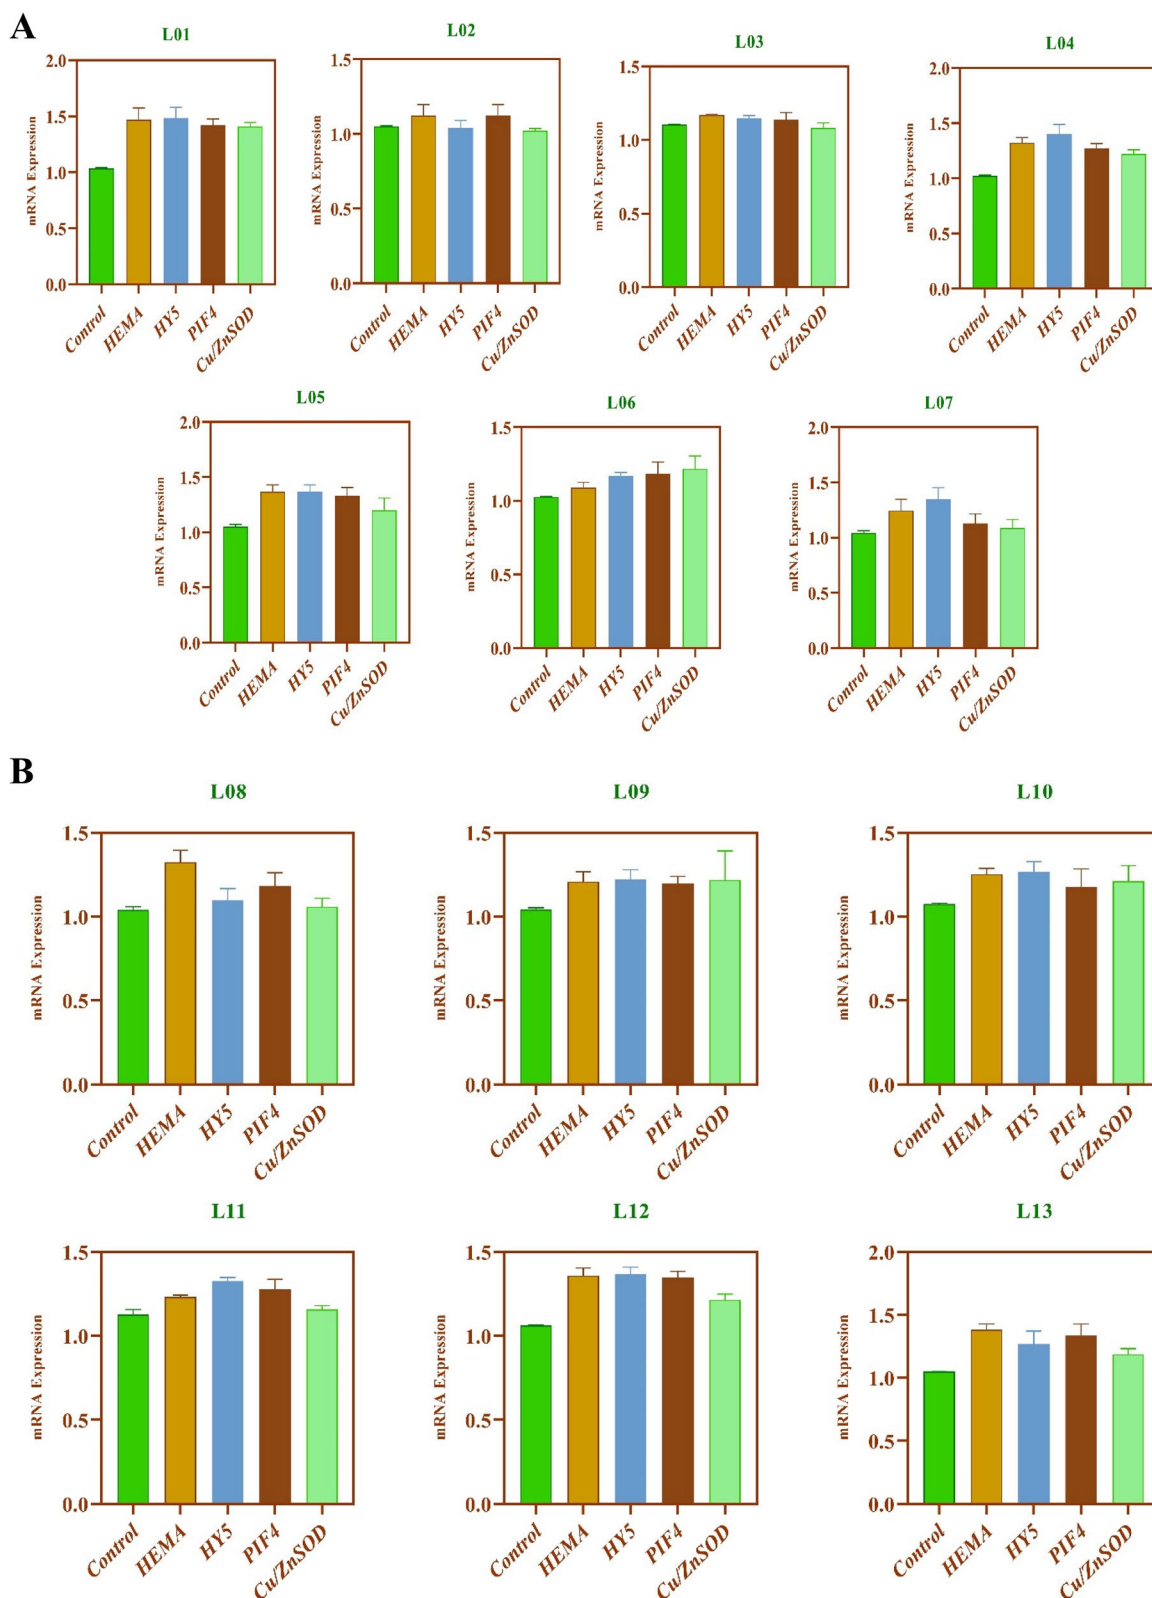 A
L01
mRNA Expression
2.0
1.5
1.0
0.5
0.0
Control
HEMA
HY5
PIF4
Cu/ZnSOD
L02
mRNA Expression
1.5
1.0
0.5
0.0
Control
HEMA
HY5
PIF4
Cu/ZnSOD
L03
mRNA Expression
1.5
1.0
0.5
0.0
Control
HEMA
HY5
PIF4
Cu/ZnSOD
L04
mRNA Expression
2.0
1.5
1.0
0.5
0.0
Control
HEMA
HY5
PIF4
Cu/ZnSOD
L05
mRNA Expression
2.0
1.5
1.0
0.5
0.0
Control
HEMA
HY5
PIF4
Cu/ZnSOD
L06
mRNA Expression
1.5
1.0
0.5
0.0
Control
HEMA
HY5
PIF4
Cu/ZnSOD
L07
mRNA Expression
2.0
1.5
1.0
0.5
0.0
Control
HEMA
HY5
PIF4
Cu/ZnSOD
B
L08
mRNA Expression
1.5
1.0
0.5
0.0
Control
HEMA
HY5
PIF4
Cu/ZnSOD
L09
mRNA Expression
1.5
1.0
0.5
0.0
Control
HEMA
HY5
PIF4
Cu/ZnSOD
L10
mRNA Expression
1.5
1.0
0.5
0.0
Control
HEMA
HY5
PIF4
Cu/ZnSOD
L11
mRNA Expression
1.5
1.0
0.5
0.0
Control
HEMA
HY5
PIF4
Cu/ZnSOD
L12
mRNA Expression
1.5
1.0
0.5
0.0
Control
HEMA
HY5
PIF4
Cu/ZnSOD
L13
mRNA Expression
2.0
1.5
1.0
0.5
0.0
Control
HEMA
HY5
PIF4
Cu/ZnSOD